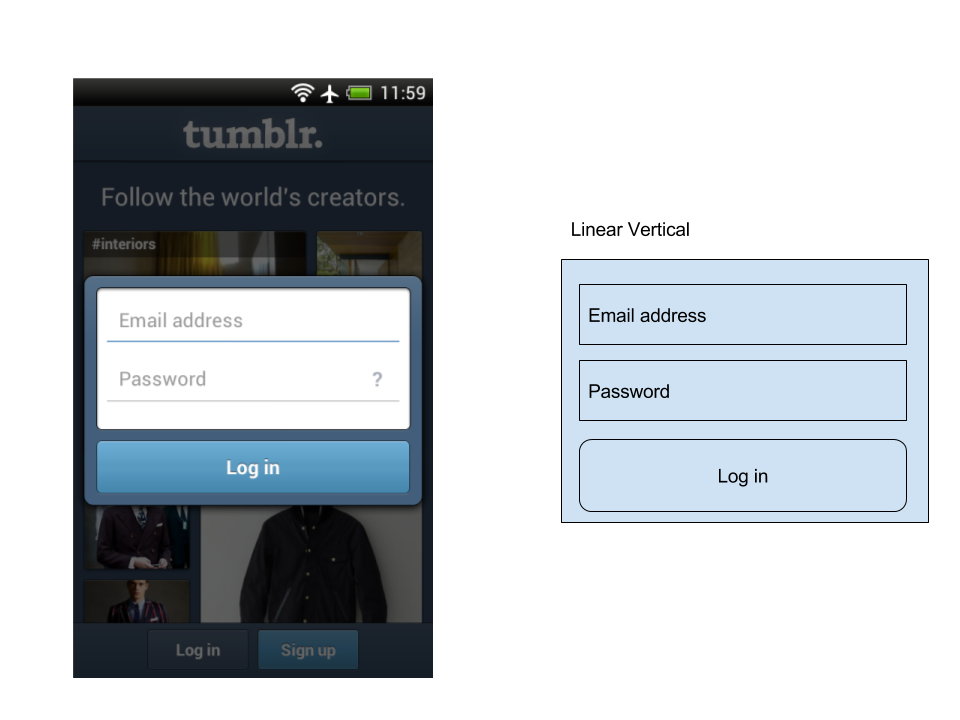 11:59
tumblr.
Follow the world's creators.
#interiors
Email address
Password ?
Log in
Log in Sign up
Linear Vertical
Email address
Password
Log in